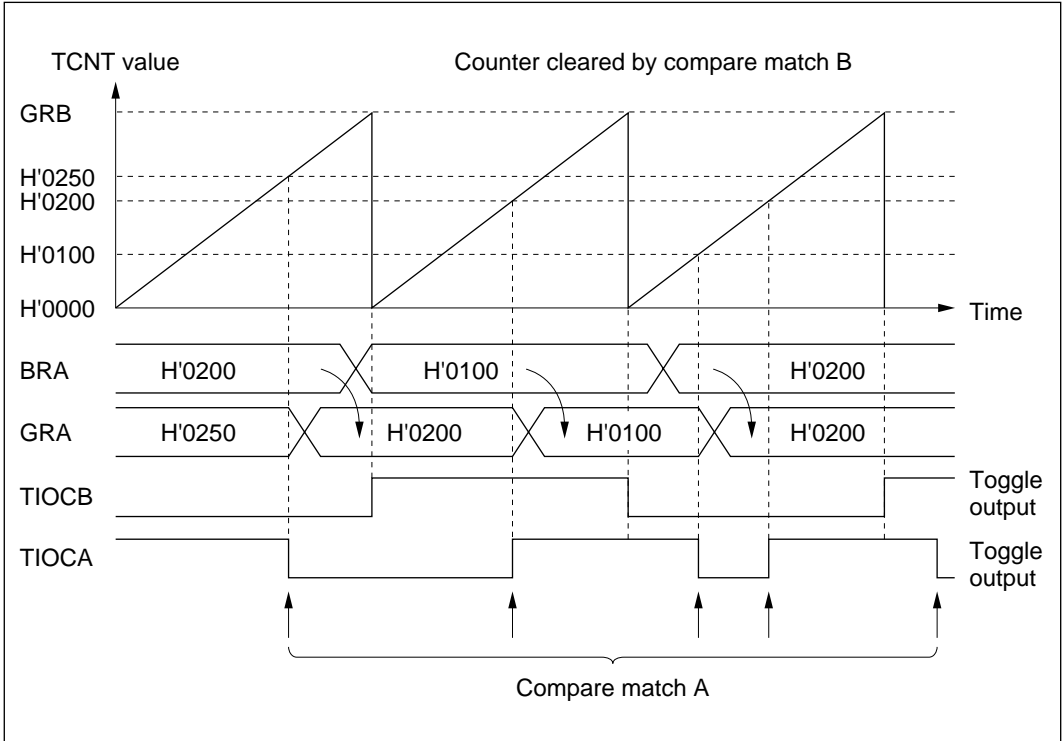 TCNT value
Counter cleared by compare match B
GRB
H'0250
H'0200
H'0100
H'0000
Time
BRA
H'0200
H'0100
H'0200
GRA
H'0250
H'0200
H'0100
H'0200
TIOCB
Toggle
output
TIOCA
Toggle
output
Compare match A